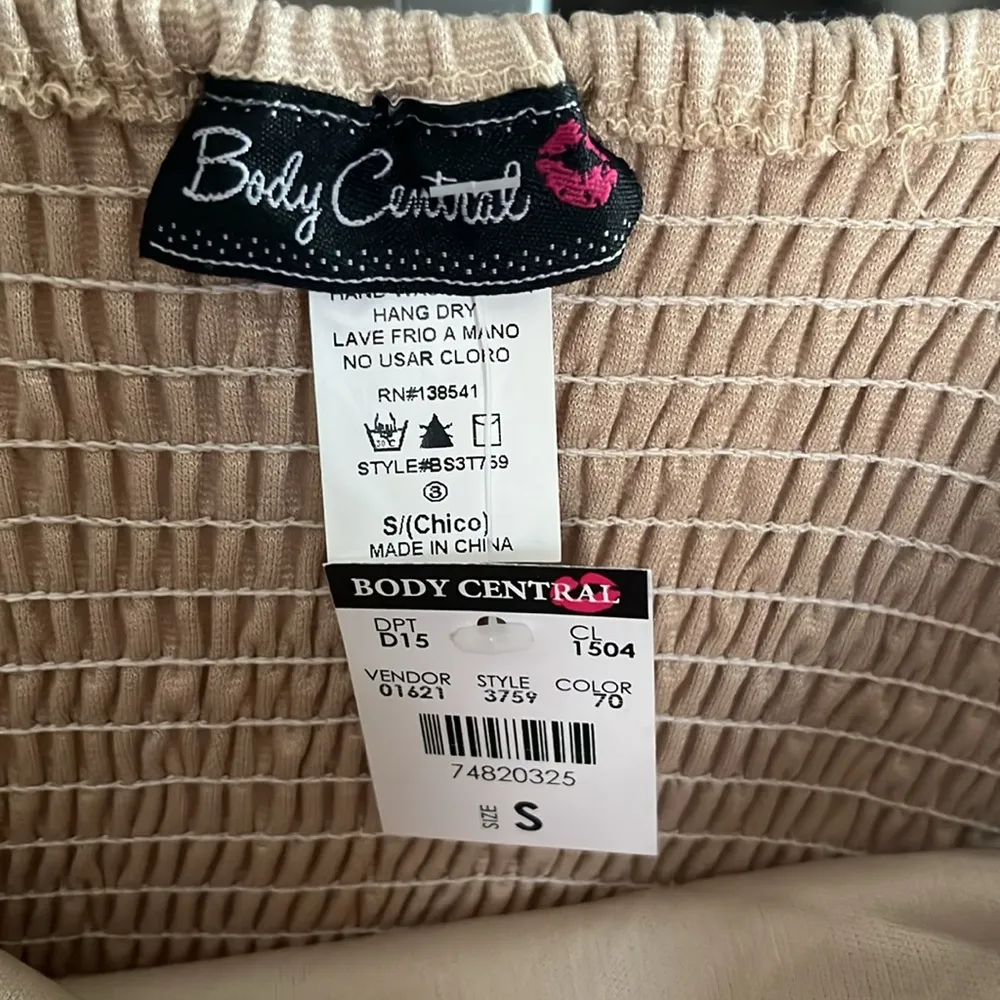 Body Central
HAND
HANG DRY
LAVE FRIO A MANO
NO USAR CLORO
RN#138541
30°C
STYLE#BS3T759
3
S/(Chico)
MADE IN CHINA
BODY CENTRAL
DPT CL
D15 1504
VENDOR STYLE COLOR
01621 3759 70
74820325
SIZE S